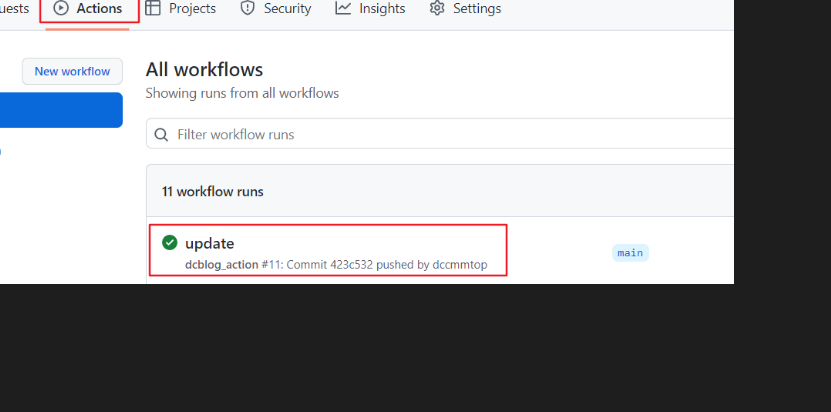 uests Actions Projects Security Insights Settings
New workflow
All workflows
Showing runs from all workflows
Filter workflow runs
11 workflow runs
update
dcblog_action #11: Commit 423c532 pushed by dccmmtop
main